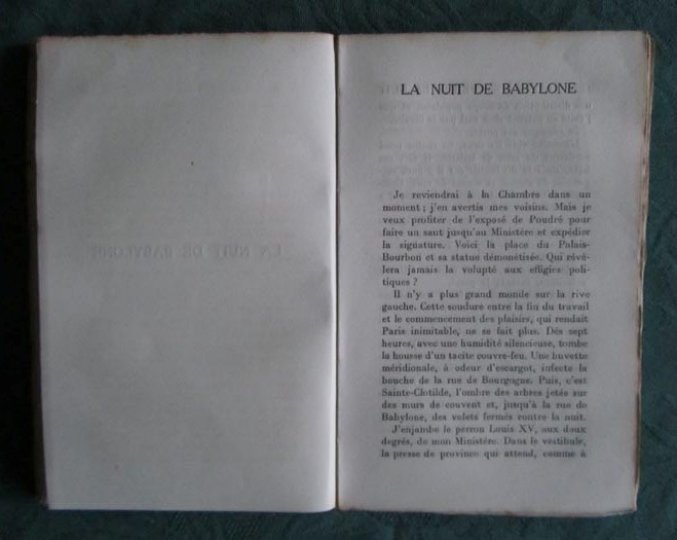 LA NUIT DE BABYLONE
Je reviendrai à la Chambre dans un
moment ; j'en avertis mes voisins. Mais je
veux profiter de l'exposé de Poudré pour
faire un saut jusqu'au Ministère et expédier
la signature. Voici la place du Palais-
Bourbon et sa statue démonétisée. Qui révé-
lera jamais la volupté aux effigies poli-
tiques ?
Il n'y a plus grand monde sur la rive
gauche. Cette soudure entre la fin du travail
et le commencement des plaisirs, qui rendait
Paris inimitable, ne se fait plus. Dès sept
heures, avec une humidité silencieuse, tombe
la housse d'un tacite couvre-feu. Une buvette
méridionale, à odeur d'escargot, infecte la
bouche de la rue de Bourgogne. Puis, c'est
Sainte-Clotilde, l'ombre des arbres jetée sur
des murs de couvent et, jusqu'à la rue de
Babylone, des volets fermés contre la nuit.
J'enjambe le perron Louis XV, aux doux
degrés, de mon Ministère. Dans le vestibule,
la presse de province qui attend, comme à